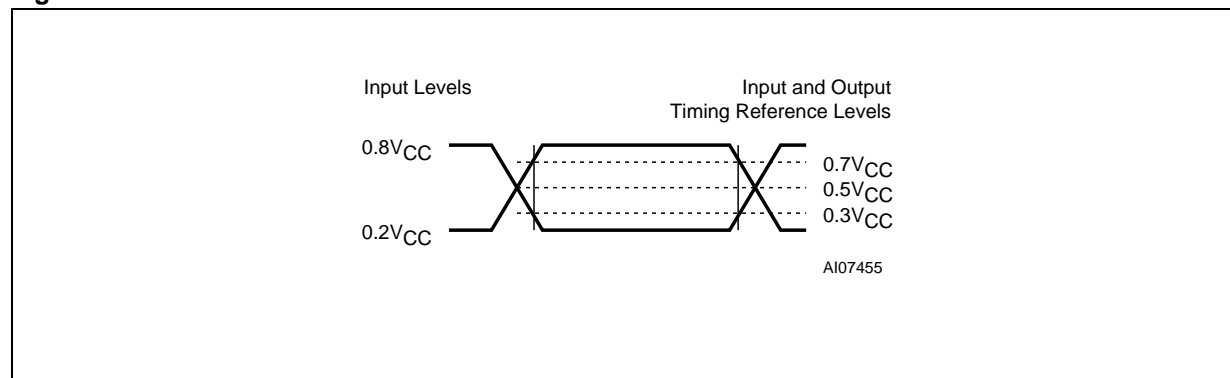 Input Levels
Input and Output
Timing Reference Levels
0.8VCC
0.7VCC
0.5VCC
0.3VCC
0.2VCC
AI07455